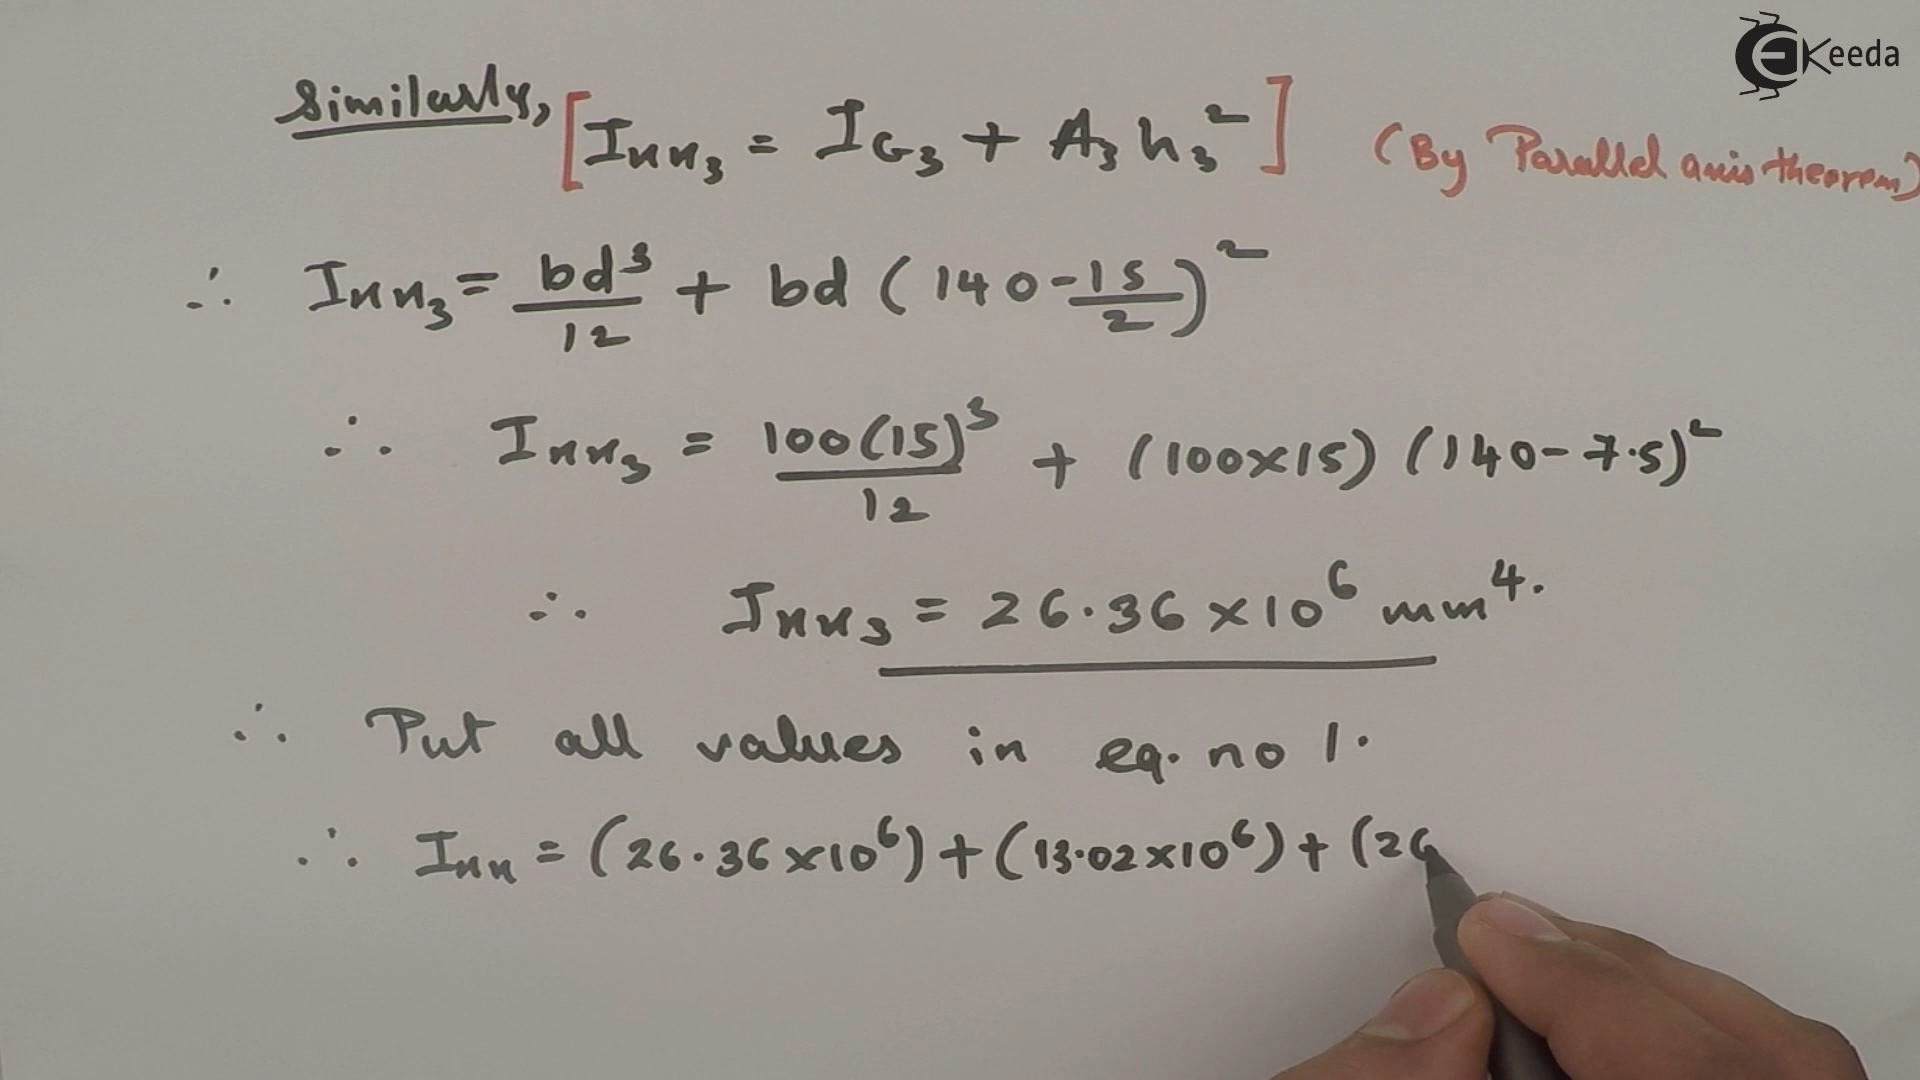 EKeeda
Similarly, [Ixx₃ = IG₃ + A₃h₃²] (By Parallel axis theorem)
∴ Ixx₃ = bd³/12 + bd (140-15/2)²
∴ Ixx₃ = 100(15)³/12 + (100×15) (140-7.5)²
∴ Ixx₃ = 26.36 ×10⁶ mm⁴.
∴ Put all values in eq. no 1.
∴ Ixx = (26.36 ×10⁶) + (13.02×10⁶) + (26